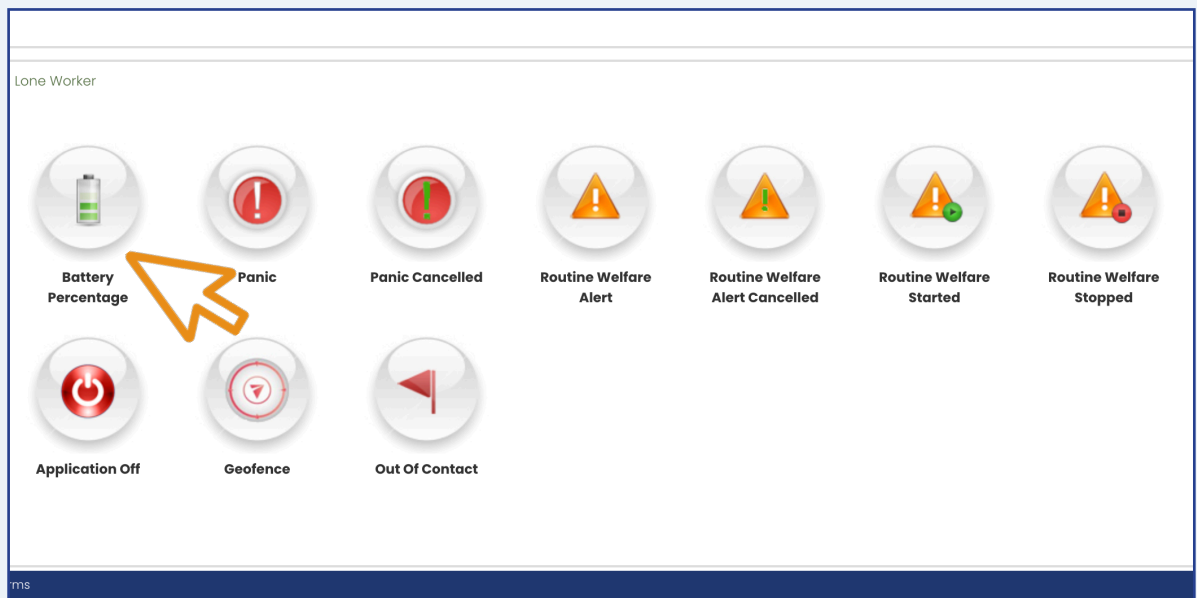 Lone Worker
Battery
Percentage
Panic
Panic Cancelled
Routine Welfare
Alert
Routine Welfare
Alert Cancelled
Routine Welfare
Started
Routine Welfare
Stopped
Application Off
Geofence
Out Of Contact